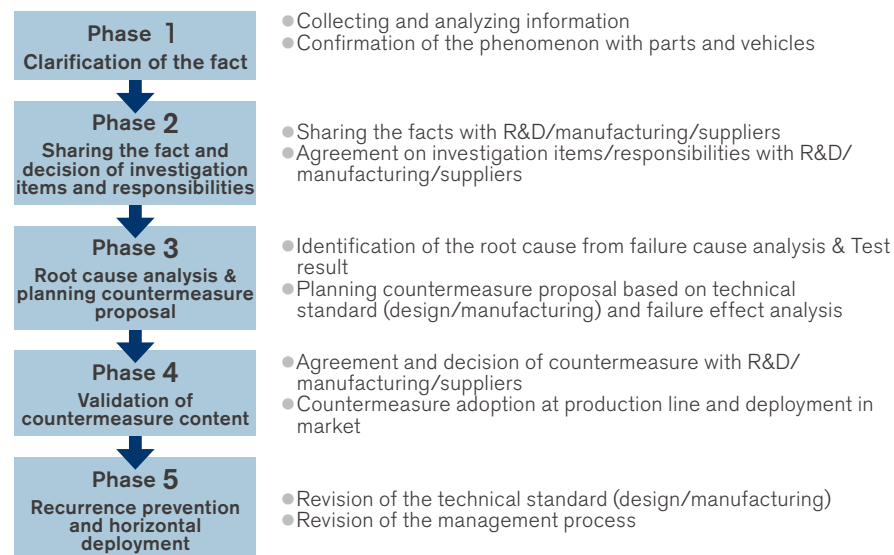 Phase 1
Clarification of the fact
●Collecting and analyzing information
●Confirmation of the phenomenon with parts and vehicles
Phase 2
Sharing the fact and
decision of investigation
items and responsibilities
●Sharing the facts with R&D/manufacturing/suppliers
●Agreement on investigation items/responsibilities with R&D/
manufacturing/suppliers
Phase 3
Root cause analysis &
planning countermeasure
proposal
●Identification of the root cause from failure cause analysis & Test
result
●Planning countermeasure proposal based on technical
standard (design/manufacturing) and failure effect analysis
Phase 4
Validation of
countermeasure content
●Agreement and decision of countermeasure with R&D/
manufacturing/suppliers
●Countermeasure adoption at production line and deployment in
market
Phase 5
Recurrence prevention
and horizontal
deployment
●Revision of the technical standard (design/manufacturing)
●Revision of the management process